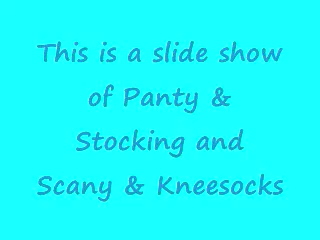 This is a slide show
of Panty &
Stocking and
Scany & Kneesocks